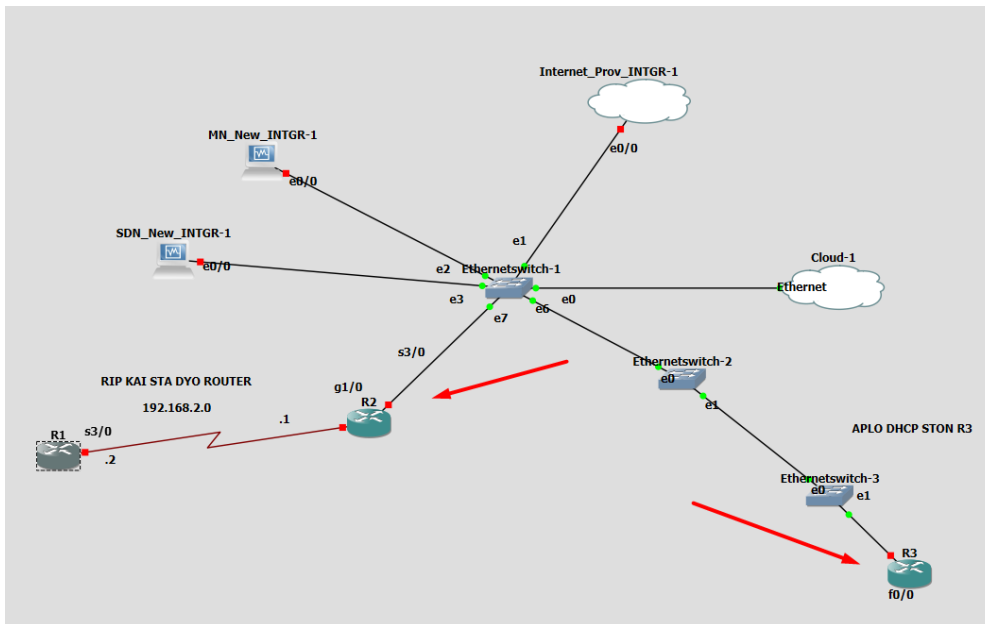 Internet_Prov_INTGR-1
e0/0
MN_New_INTGR-1
e0/0
SDN_New_INTGR-1
e0/0
e1
Cloud-1
Ethernet
e2
Ethernetswitch-1
e3
e0
e7
e6
s3/0
Ethernetswitch-2
e0
e1
RIP KAI STA DYO ROUTER
192.168.2.0
g1/0
R2
.1
R1
s3/0
.2
APLO DHCP STON R3
Ethernetswitch-3
e0
e1
R3
f0/0